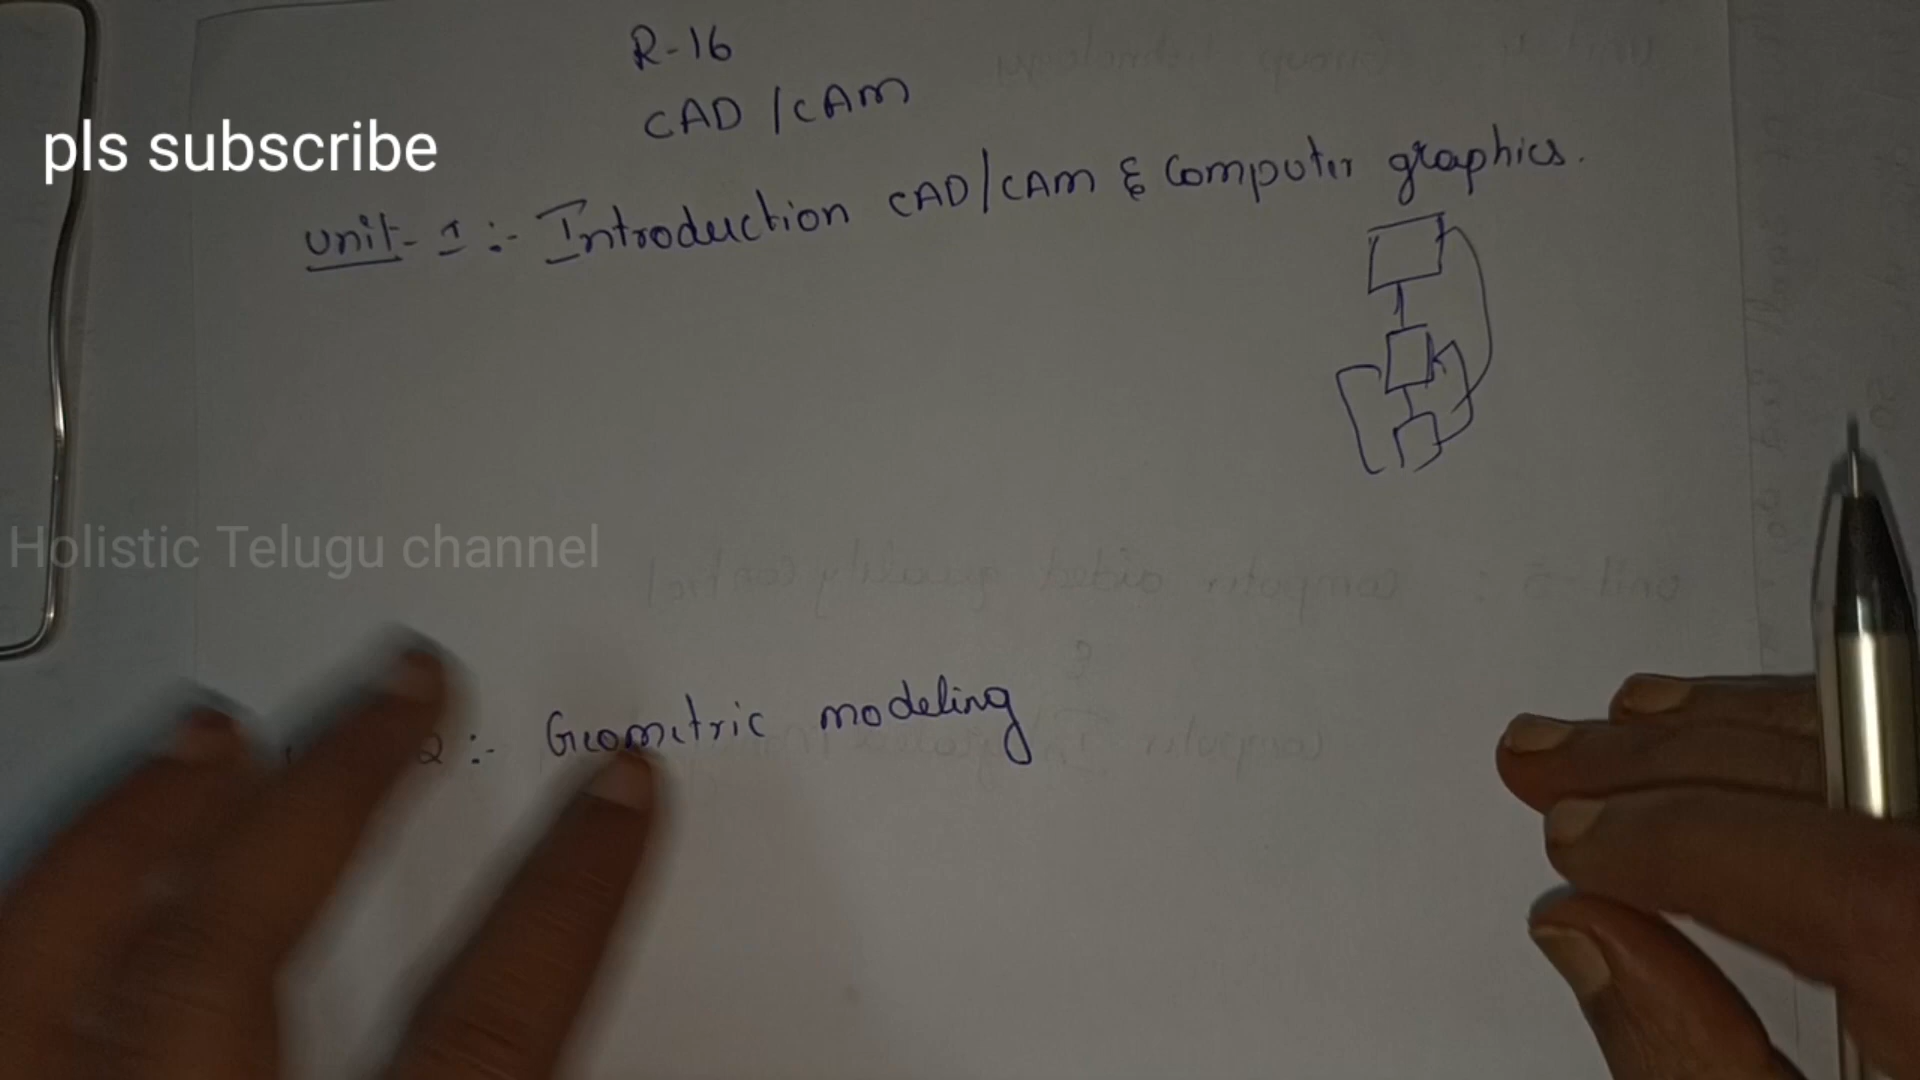 R-16
CAD/CAM
pls subscribe
unit-1:- Introduction CAD/CAM & Computer graphics.
Holistic Telugu channel
2:- Geometric modeling